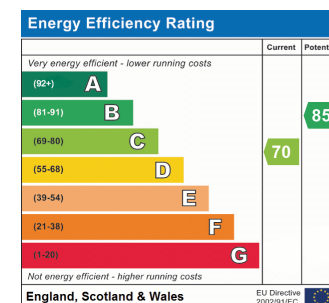 Energy Efficiency Rating
Current Potent
Very energy efficient - lower running costs
(92+) A
(81-91) B 85
(69-80) C 70
(55-68) D
(39-54) E
(21-38) F
(1-20) G
Not energy efficient - higher running costs
England, Scotland & Wales
EU Directive
2002/91/EC